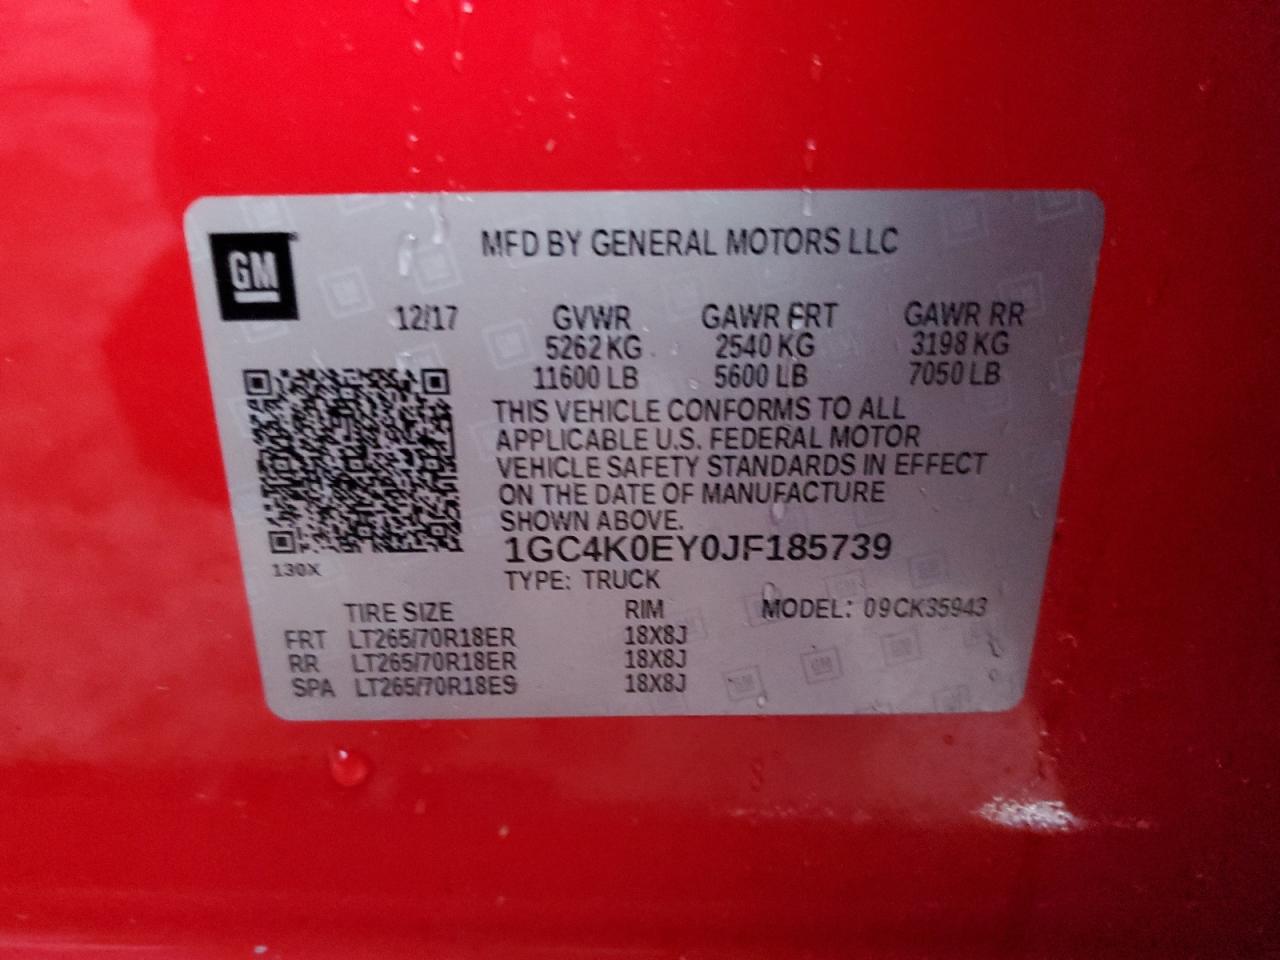 GM
MFD BY GENERAL MOTORS LLC
12/17 GVWR GAWR FRT GAWR RR
5262 KG 2540 KG 3198 KG
11600 LB 5600 LB 7050 LB
THIS VEHICLE CONFORMS TO ALL
APPLICABLE U.S. FEDERAL MOTOR
VEHICLE SAFETY STANDARDS IN EFFECT
ON THE DATE OF MANUFACTURE
SHOWN ABOVE.
1GC4K0EY0JF185739
130X
TYPE: TRUCK
TIRE SIZE RIM MODEL: 09CK35943
FRT LT265/70R18ER 18X8J
RR LT265/70R18ER 18X8J
SPA LT265/70R18ES 18X8J